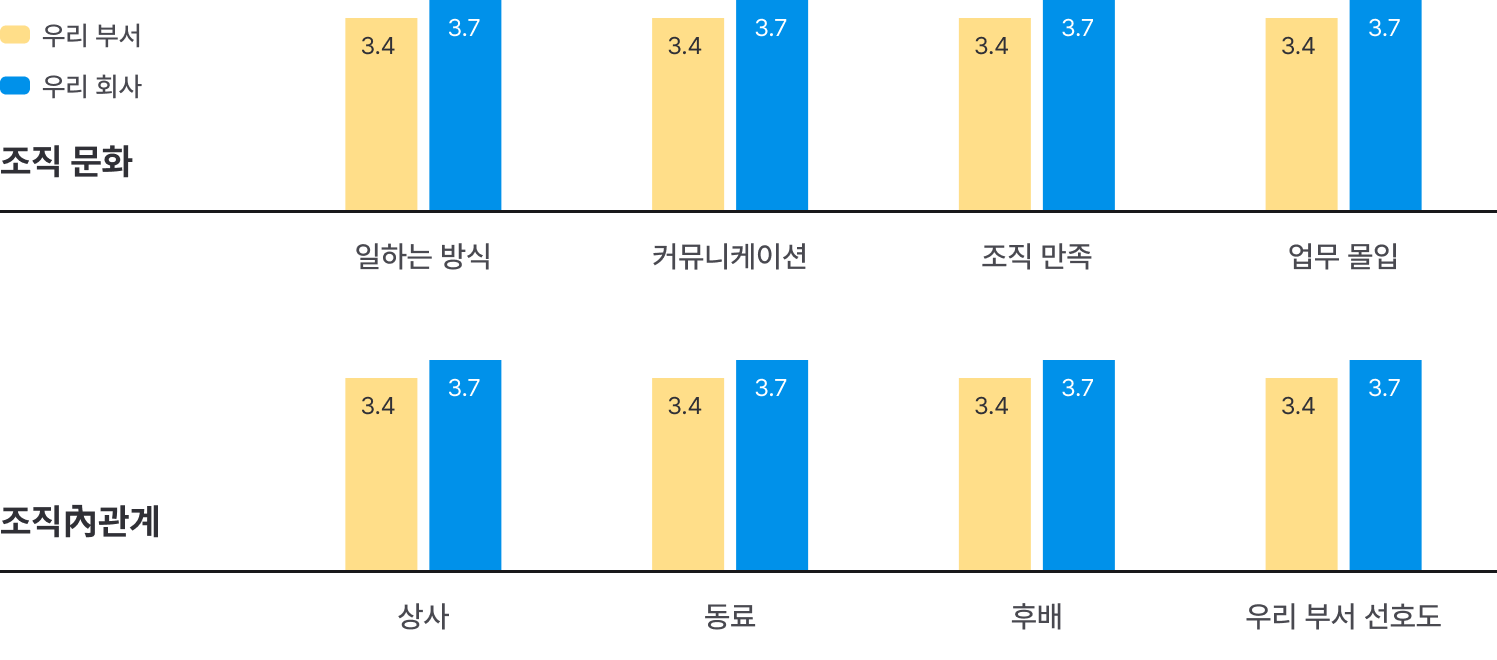 우리 부서
우리 회사
3.4 3.7 3.4 3.7 3.4 3.7 3.4 3.7
조직 문화
일하는 방식 커뮤니케이션 조직 만족 업무 몰입
3.4 3.7 3.4 3.7 3.4 3.7 3.4 3.7
조직內관계
상사 동료 후배 우리 부서 선호도